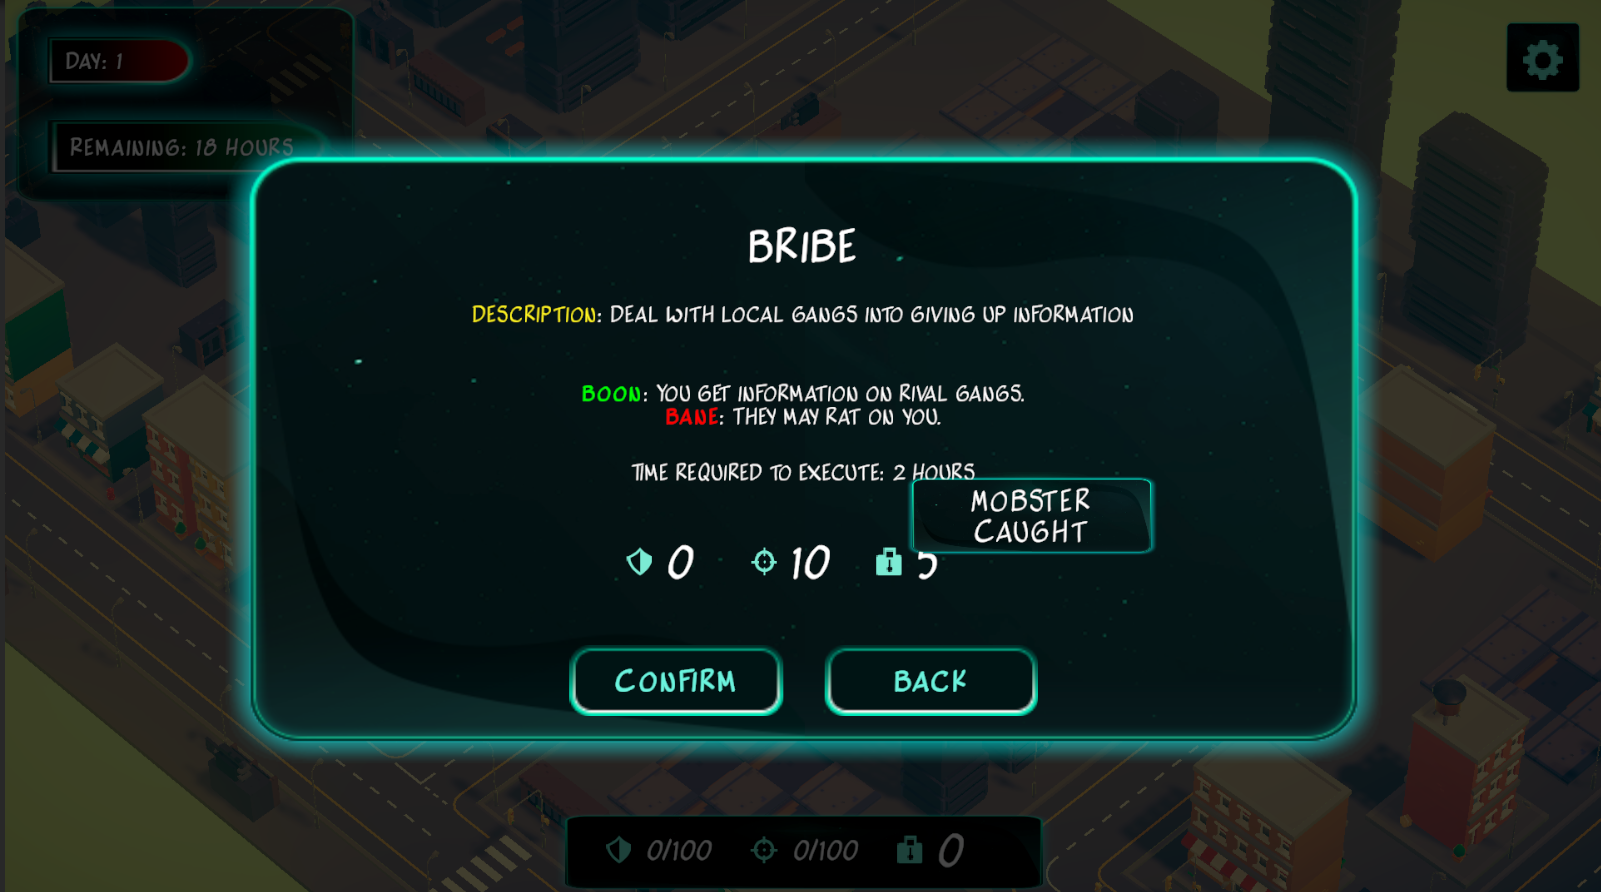 DAY: 1
REMAINING: 18 HOURS
BRIBE
DESCRIPTION: DEAL WITH LOCAL GANGS INTO GIVING UP INFORMATION
BOON: YOU GET INFORMATION ON RIVAL GANGS.
BANE: THEY MAY RAT ON YOU.
TIME REQUIRED TO EXECUTE: 2 HOURS
MOBSTER
CAUGHT
0 10 5
CONFIRM BACK
0/100 0/100 0